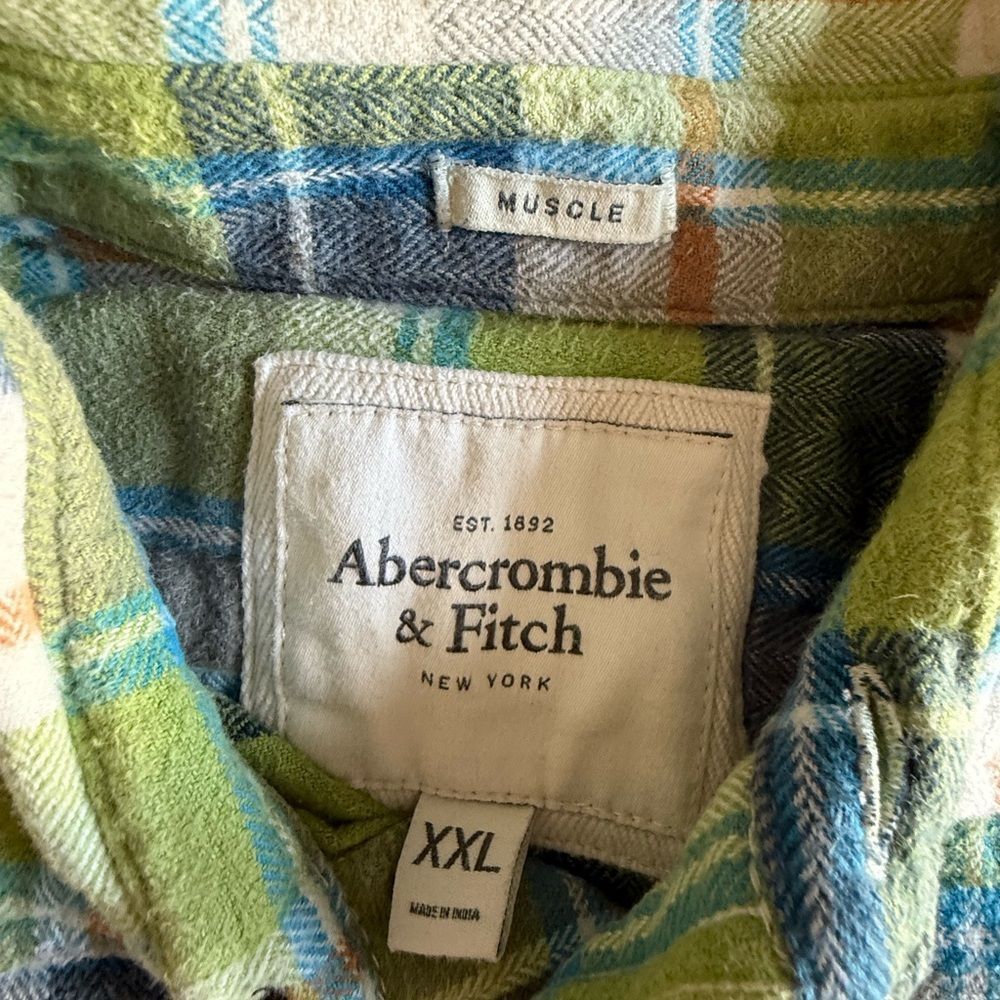 MUSCLE
EST. 1892
Abercrombie
& Fitch
NEW YORK
XXL
MADE IN INDIA